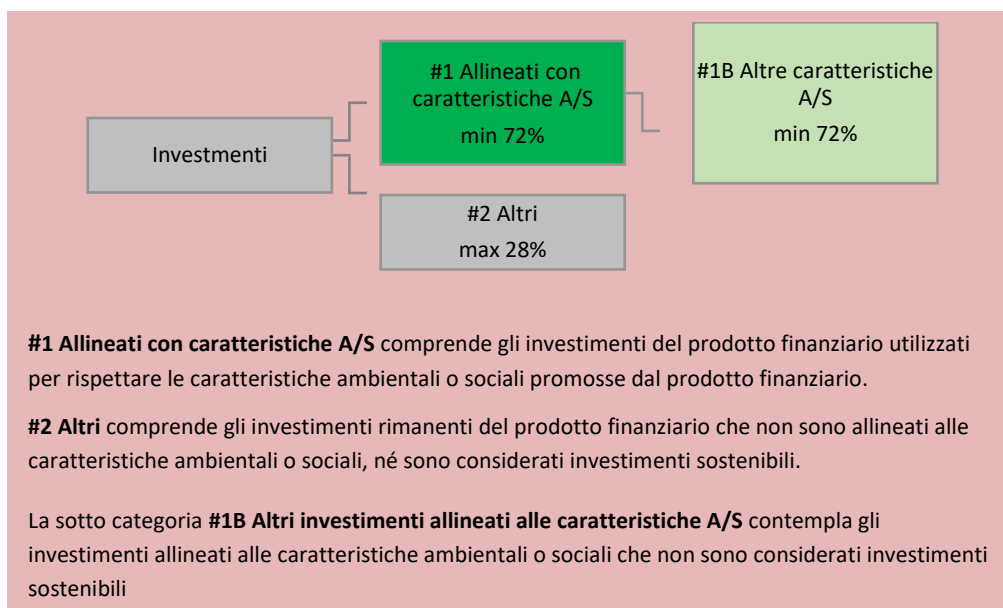 #1 Allineati con
caratteristiche A/S
min 72%
#1B Altre caratteristiche
A/S
min 72%
Investmenti
#2 Altri
max 28%
#1 Allineati con caratteristiche A/S comprende gli investimenti del prodotto finanziario utilizzati
per rispettare le caratteristiche ambientali o sociali promosse dal prodotto finanziario.
#2 Altri comprende gli investimenti rimanenti del prodotto finanziario che non sono allineati alle
caratteristiche ambientali o sociali, né sono considerati investimenti sostenibili.
La sotto categoria #1B Altri investimenti allineati alle caratteristiche A/S contempla gli
investimenti allineati alle caratteristiche ambientali o sociali che non sono considerati investimenti
sostenibili